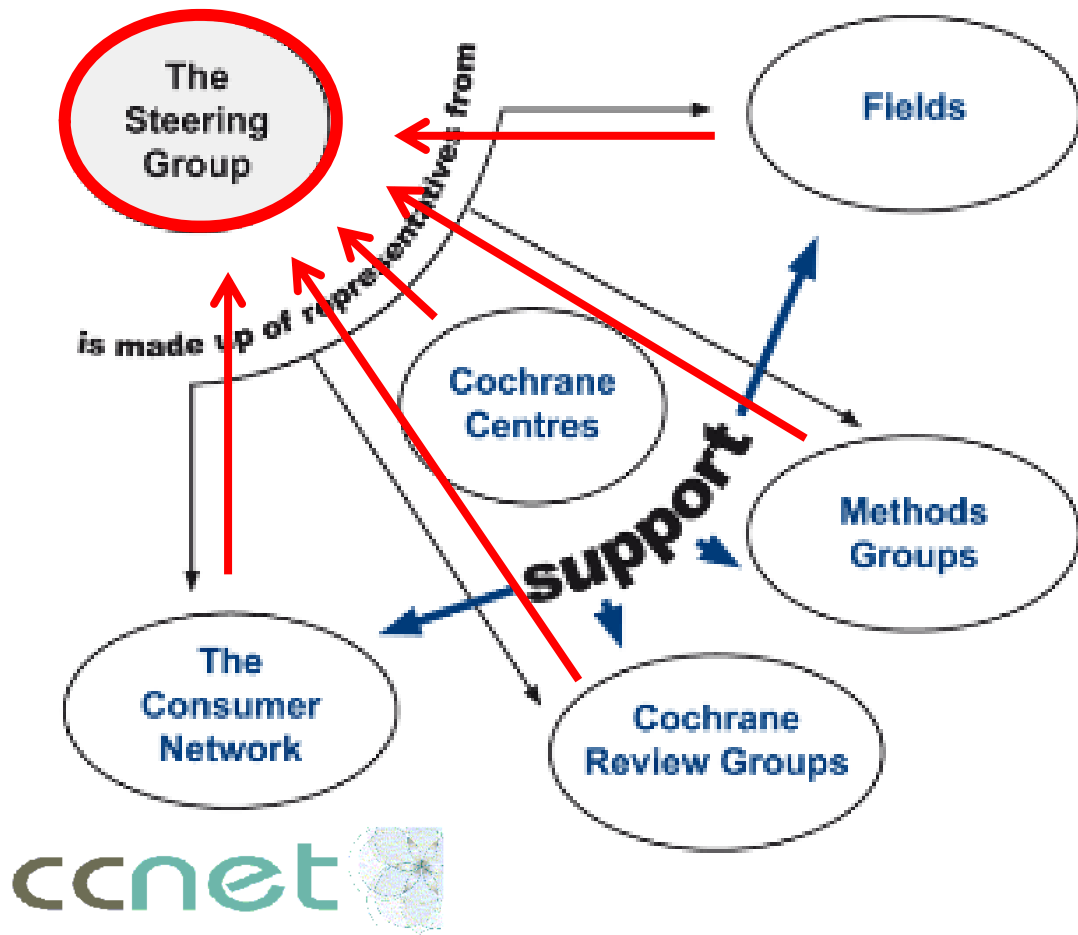 The
Steering
Group
is made up of representatives from
Fields
Cochrane
Centres
support
Methods
Groups
The
Consumer
Network
Cochrane
Review Groups
ccnet